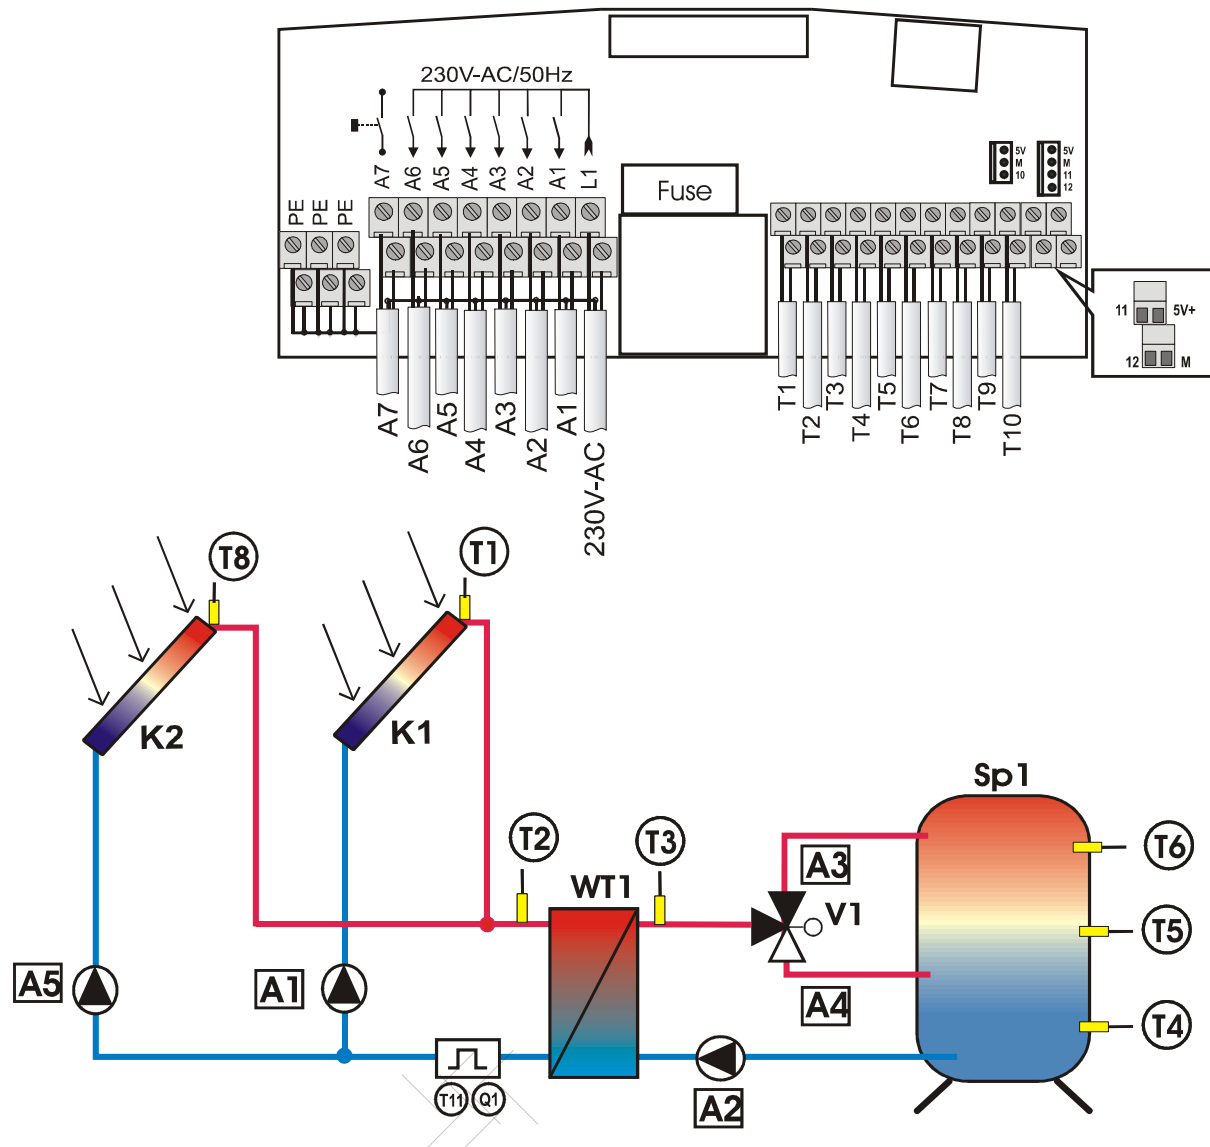 230V-AC/50Hz
A7 A6 A5 A4 A3 A2 A1 L1
PE PE PE
Fuse
5V
M
10
5V
M
11
12
11 5V+
12 M
A7 A6 A5 A4 A3 A2 A1 230V-AC
T1 T2 T3 T4 T5 T6 T7 T8 T9 T10
T8
T1
K2
K1
Sp1
T2
T3
T6
WT1
A3
V1
T5
A5
A1
A4
T4
T11 Q1
A2